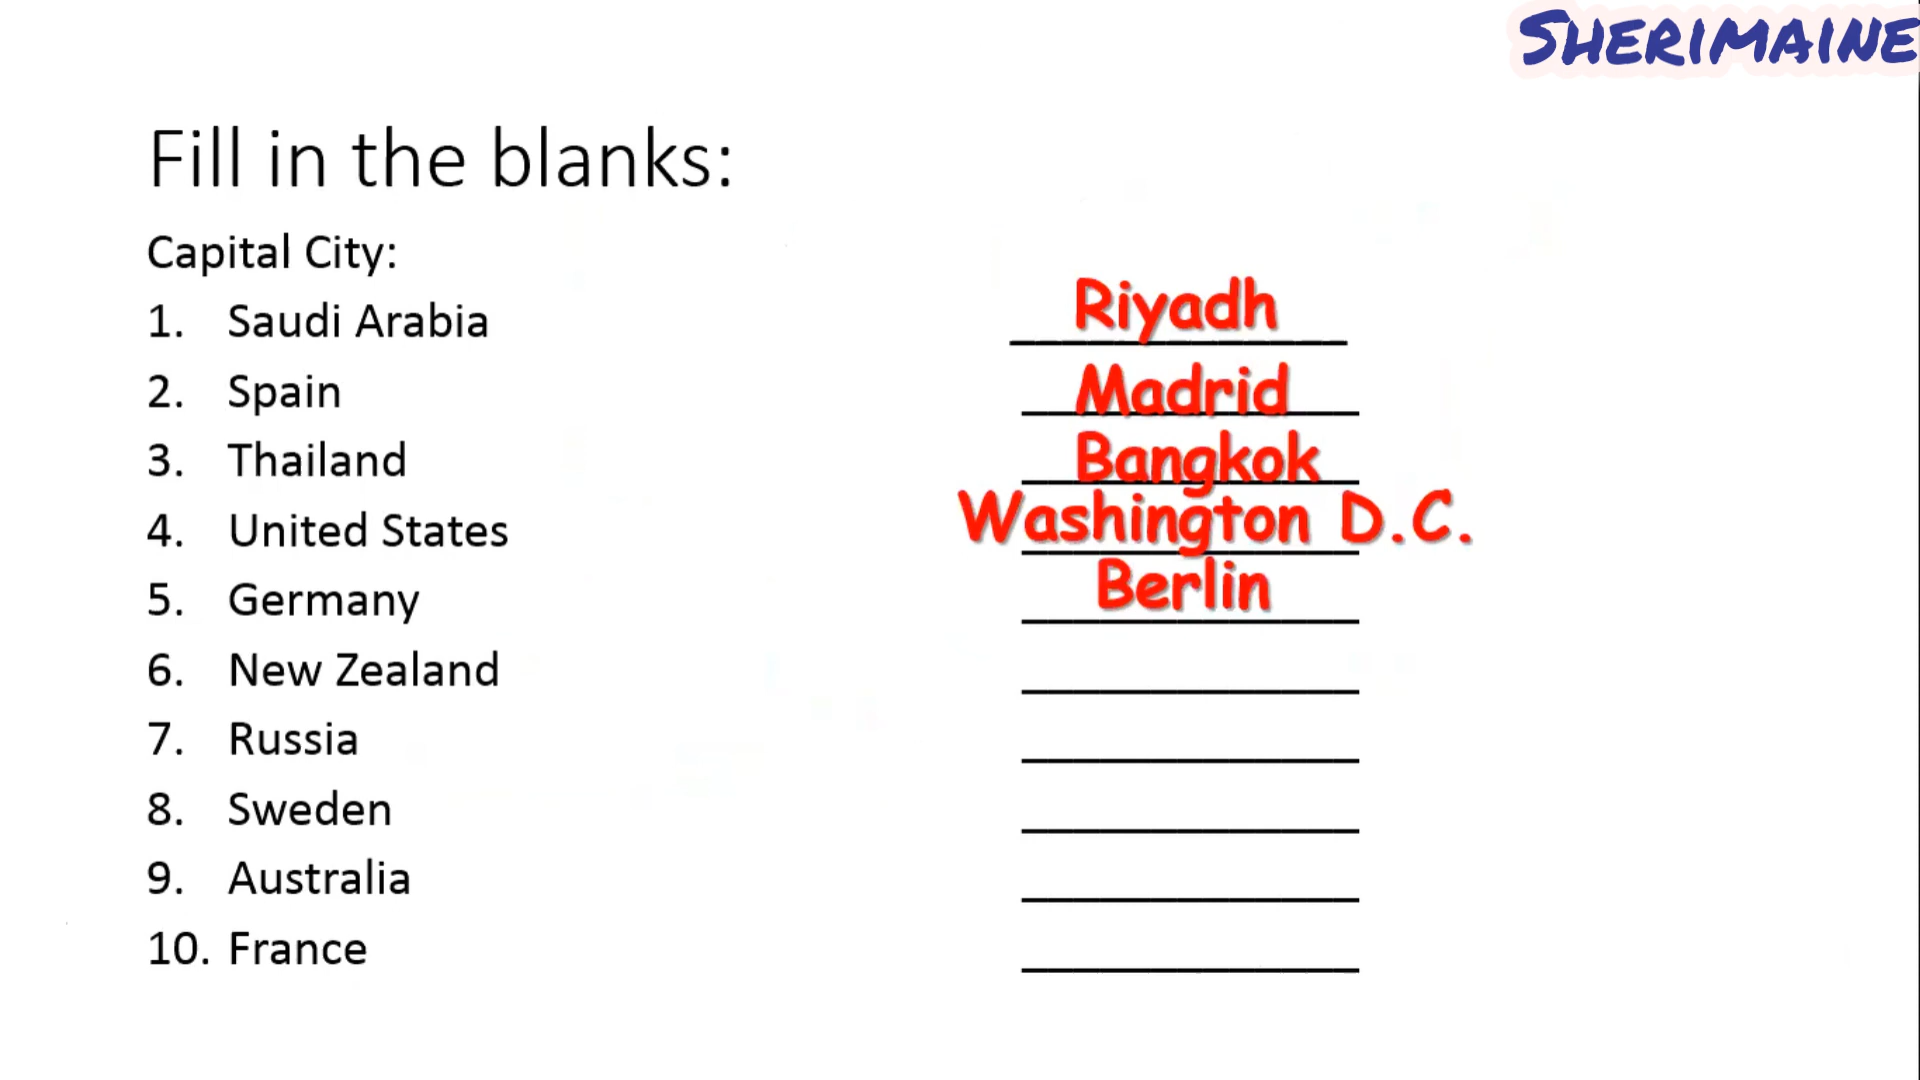 SHERIMAINE
Fill in the blanks:
Capital City:
1. Saudi Arabia Riyadh
2. Spain Madrid
3. Thailand Bangkok
4. United States Washington D.C.
5. Germany Berlin
6. New Zealand
7. Russia
8. Sweden
9. Australia
10. France